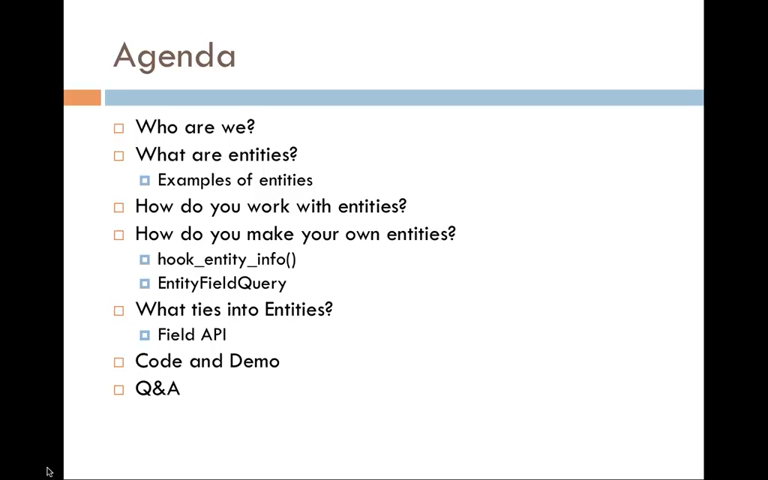 Agenda
Who are we?
What are entities?
Examples of entities
How do you work with entities?
How do you make your own entities?
hook_entity_info()
EntityFieldQuery
What ties into Entities?
Field API
Code and Demo
Q&A